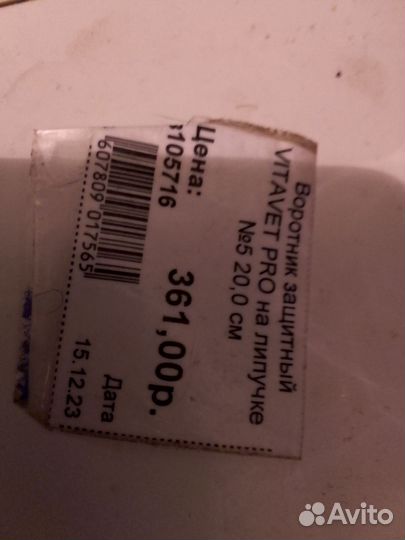 Воротник защитный
VITAVET PRO на липучке
№5 20,0 см
Цена:
105716
361,00р.
607809 017565
Дата
15.12.23
Avito